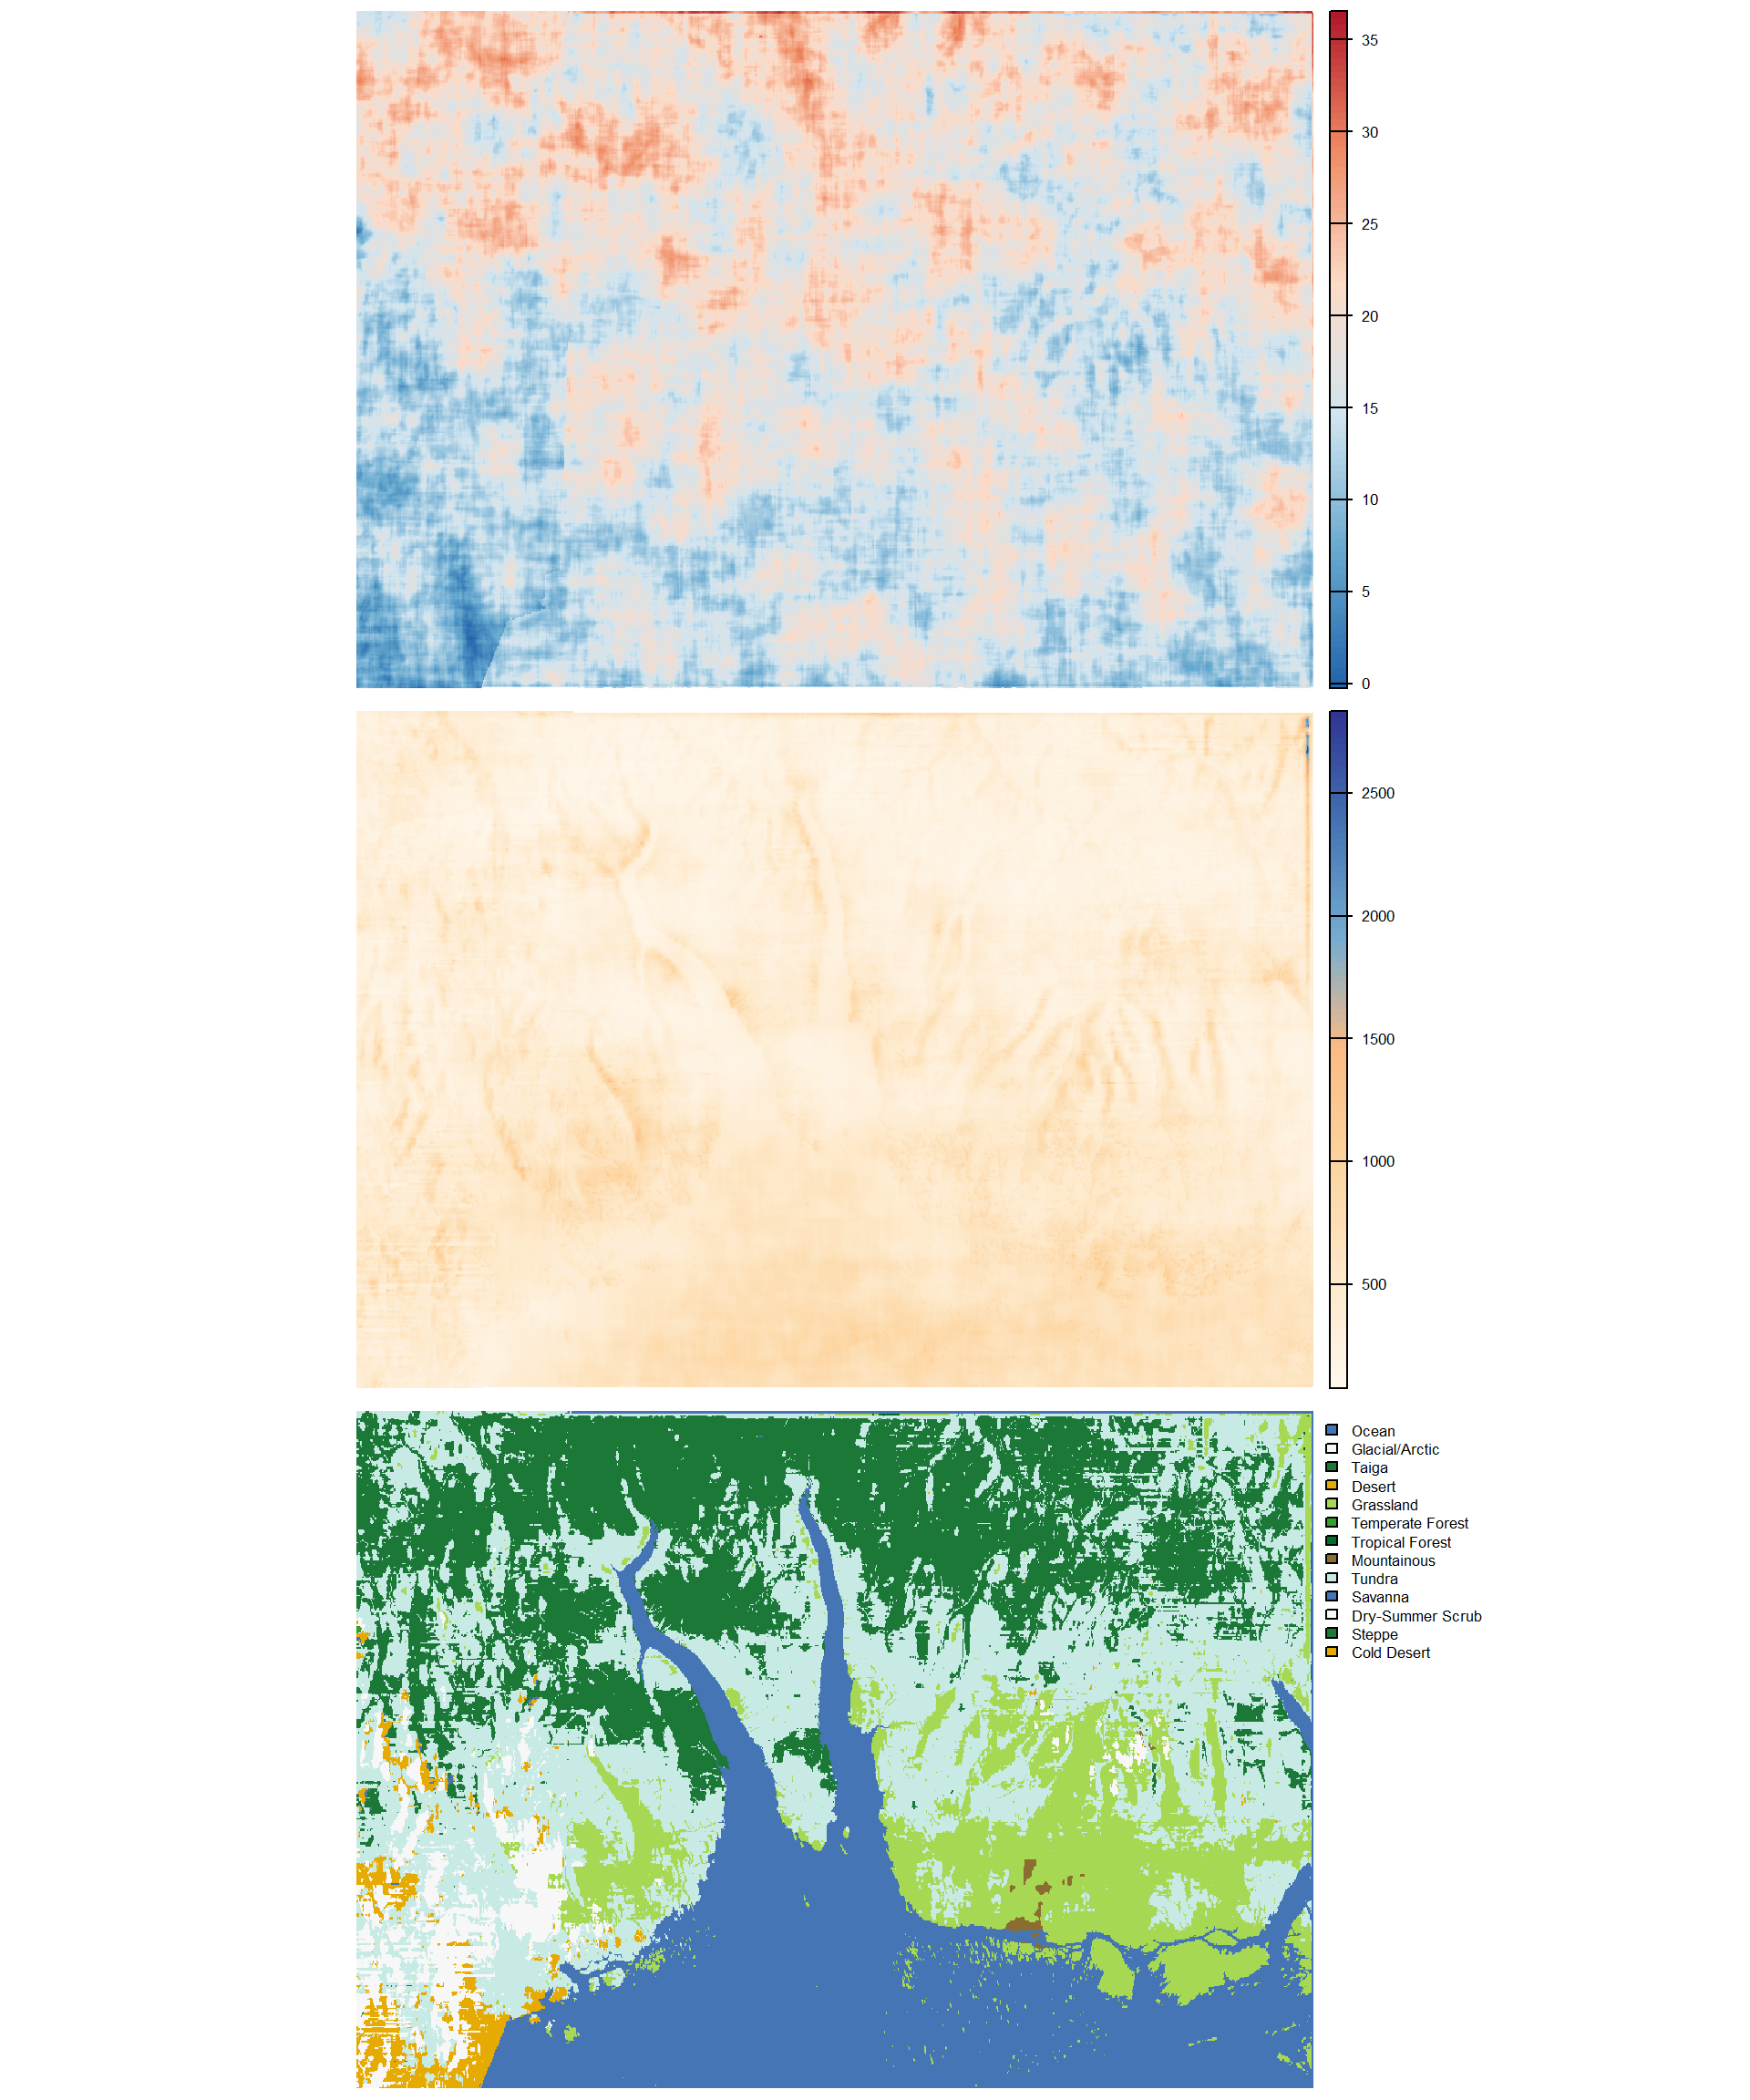 35
30
25
20
15
10
5
0
2500
2000
1500
1000
500
Ocean
Glacial/Arctic
Taiga
Desert
Grassland
Temperate Forest
Tropical Forest
Mountainous
Tundra
Savanna
Dry-Summer Scrub
Steppe
Cold Desert